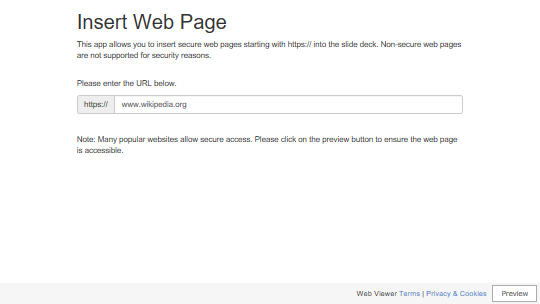 Insert Web Page
This app allows you to insert secure web pages starting with https:// into the slide deck. Non-secure web pages
are not supported for security reasons.
Please enter the URL below.
https:// www.wikipedia.org
Note: Many popular websites allow secure access. Please click on the preview button to ensure the web page
is accessible.
Web Viewer Terms | Privacy & Cookies Preview